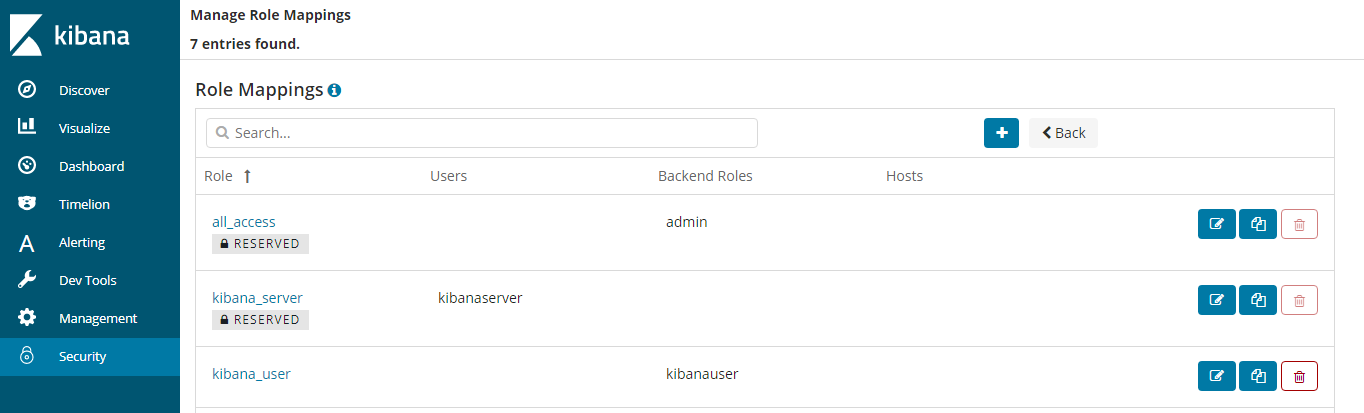 kibana
Discover
Visualize
Dashboard
Timelion
Alerting
Dev Tools
Management
Security
Manage Role Mappings
7 entries found.
Role Mappings
Search...
Back
Role Users Backend Roles Hosts
all_access admin
RESERVED
kibana_server kibanaserver
RESERVED
kibana_user kibanauser